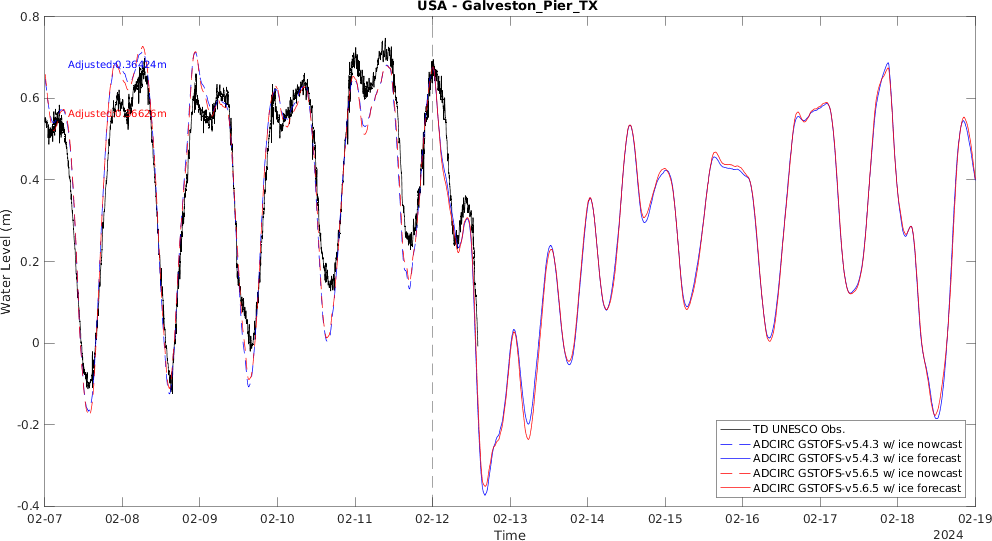 USA - Galveston_Pier_TX
0.8
0.6
0.4
0.2
0
-0.2
-0.4
Water Level (m)
Adjusted:0.36424m
m
TD UNESCO Obs.
ADCIRC GSTOFS-v5.4.3 w/ ice nowcast
ADCIRC GSTOFS-v5.4.3 w/ ice forecast
ADCIRC GSTOFS-v5.6.5 w/ ice nowcast
ADCIRC GSTOFS-v5.6.5 w/ ice forecast
02-07 02-08 02-09 02-10 02-11 02-12 02-13 02-14 02-15 02-16 02-17 02-18 02-19
Time
2024